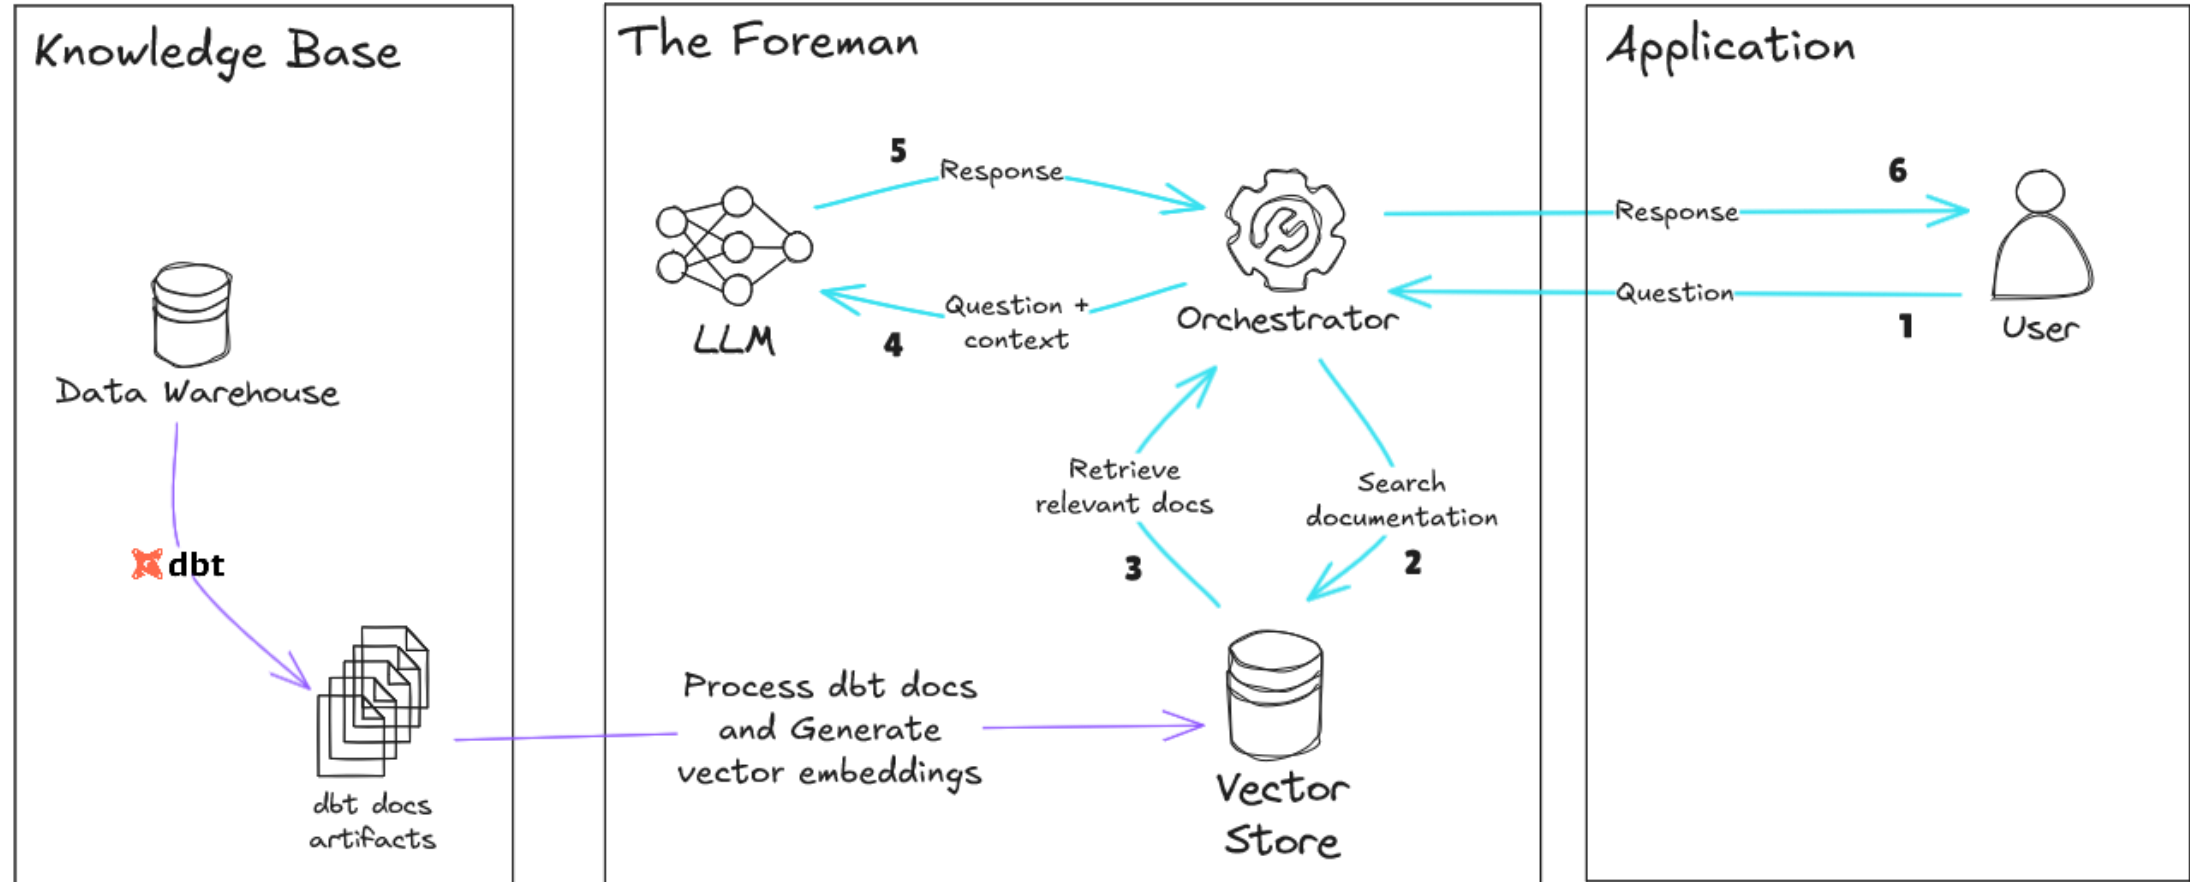 Knowledge Base
Data Warehouse
dbt
dbt docs
artifacts
The Foreman
5
Response
LLM
Question +
context
4
Orchestrator
Retrieve
relevant docs
3
Search
documentation
2
Process dbt docs
and Generate
vector embeddings
Vector
Store
Application
6
Response
Question
1
User